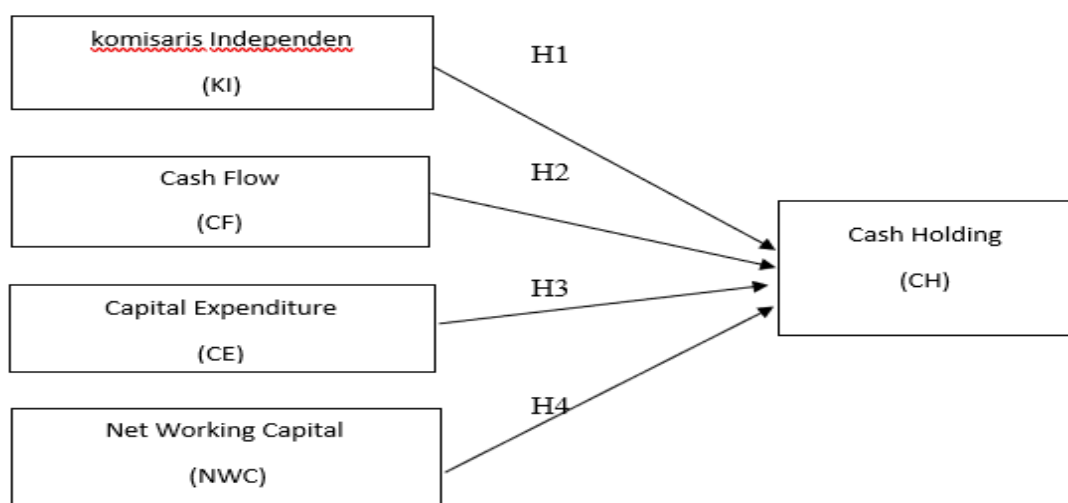 komisaris Independen
(KI)
H1
Cash Flow
(CF)
H2
Capital Expenditure
(CE)
H3
Net Working Capital
(NWC)
H4
Cash Holding
(CH)